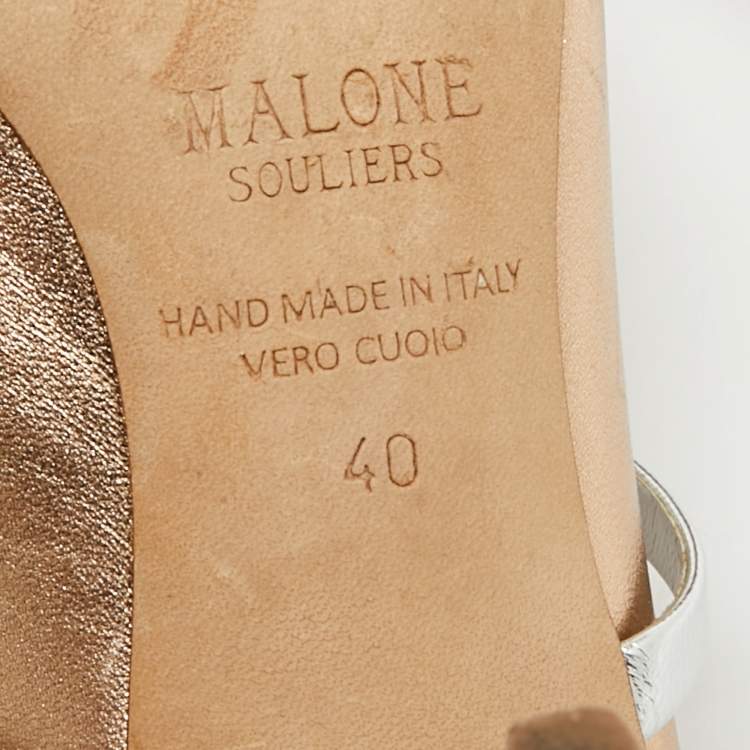 MALONE
SOULIERS
HAND MADE IN ITALY
VERO CUOIO
40